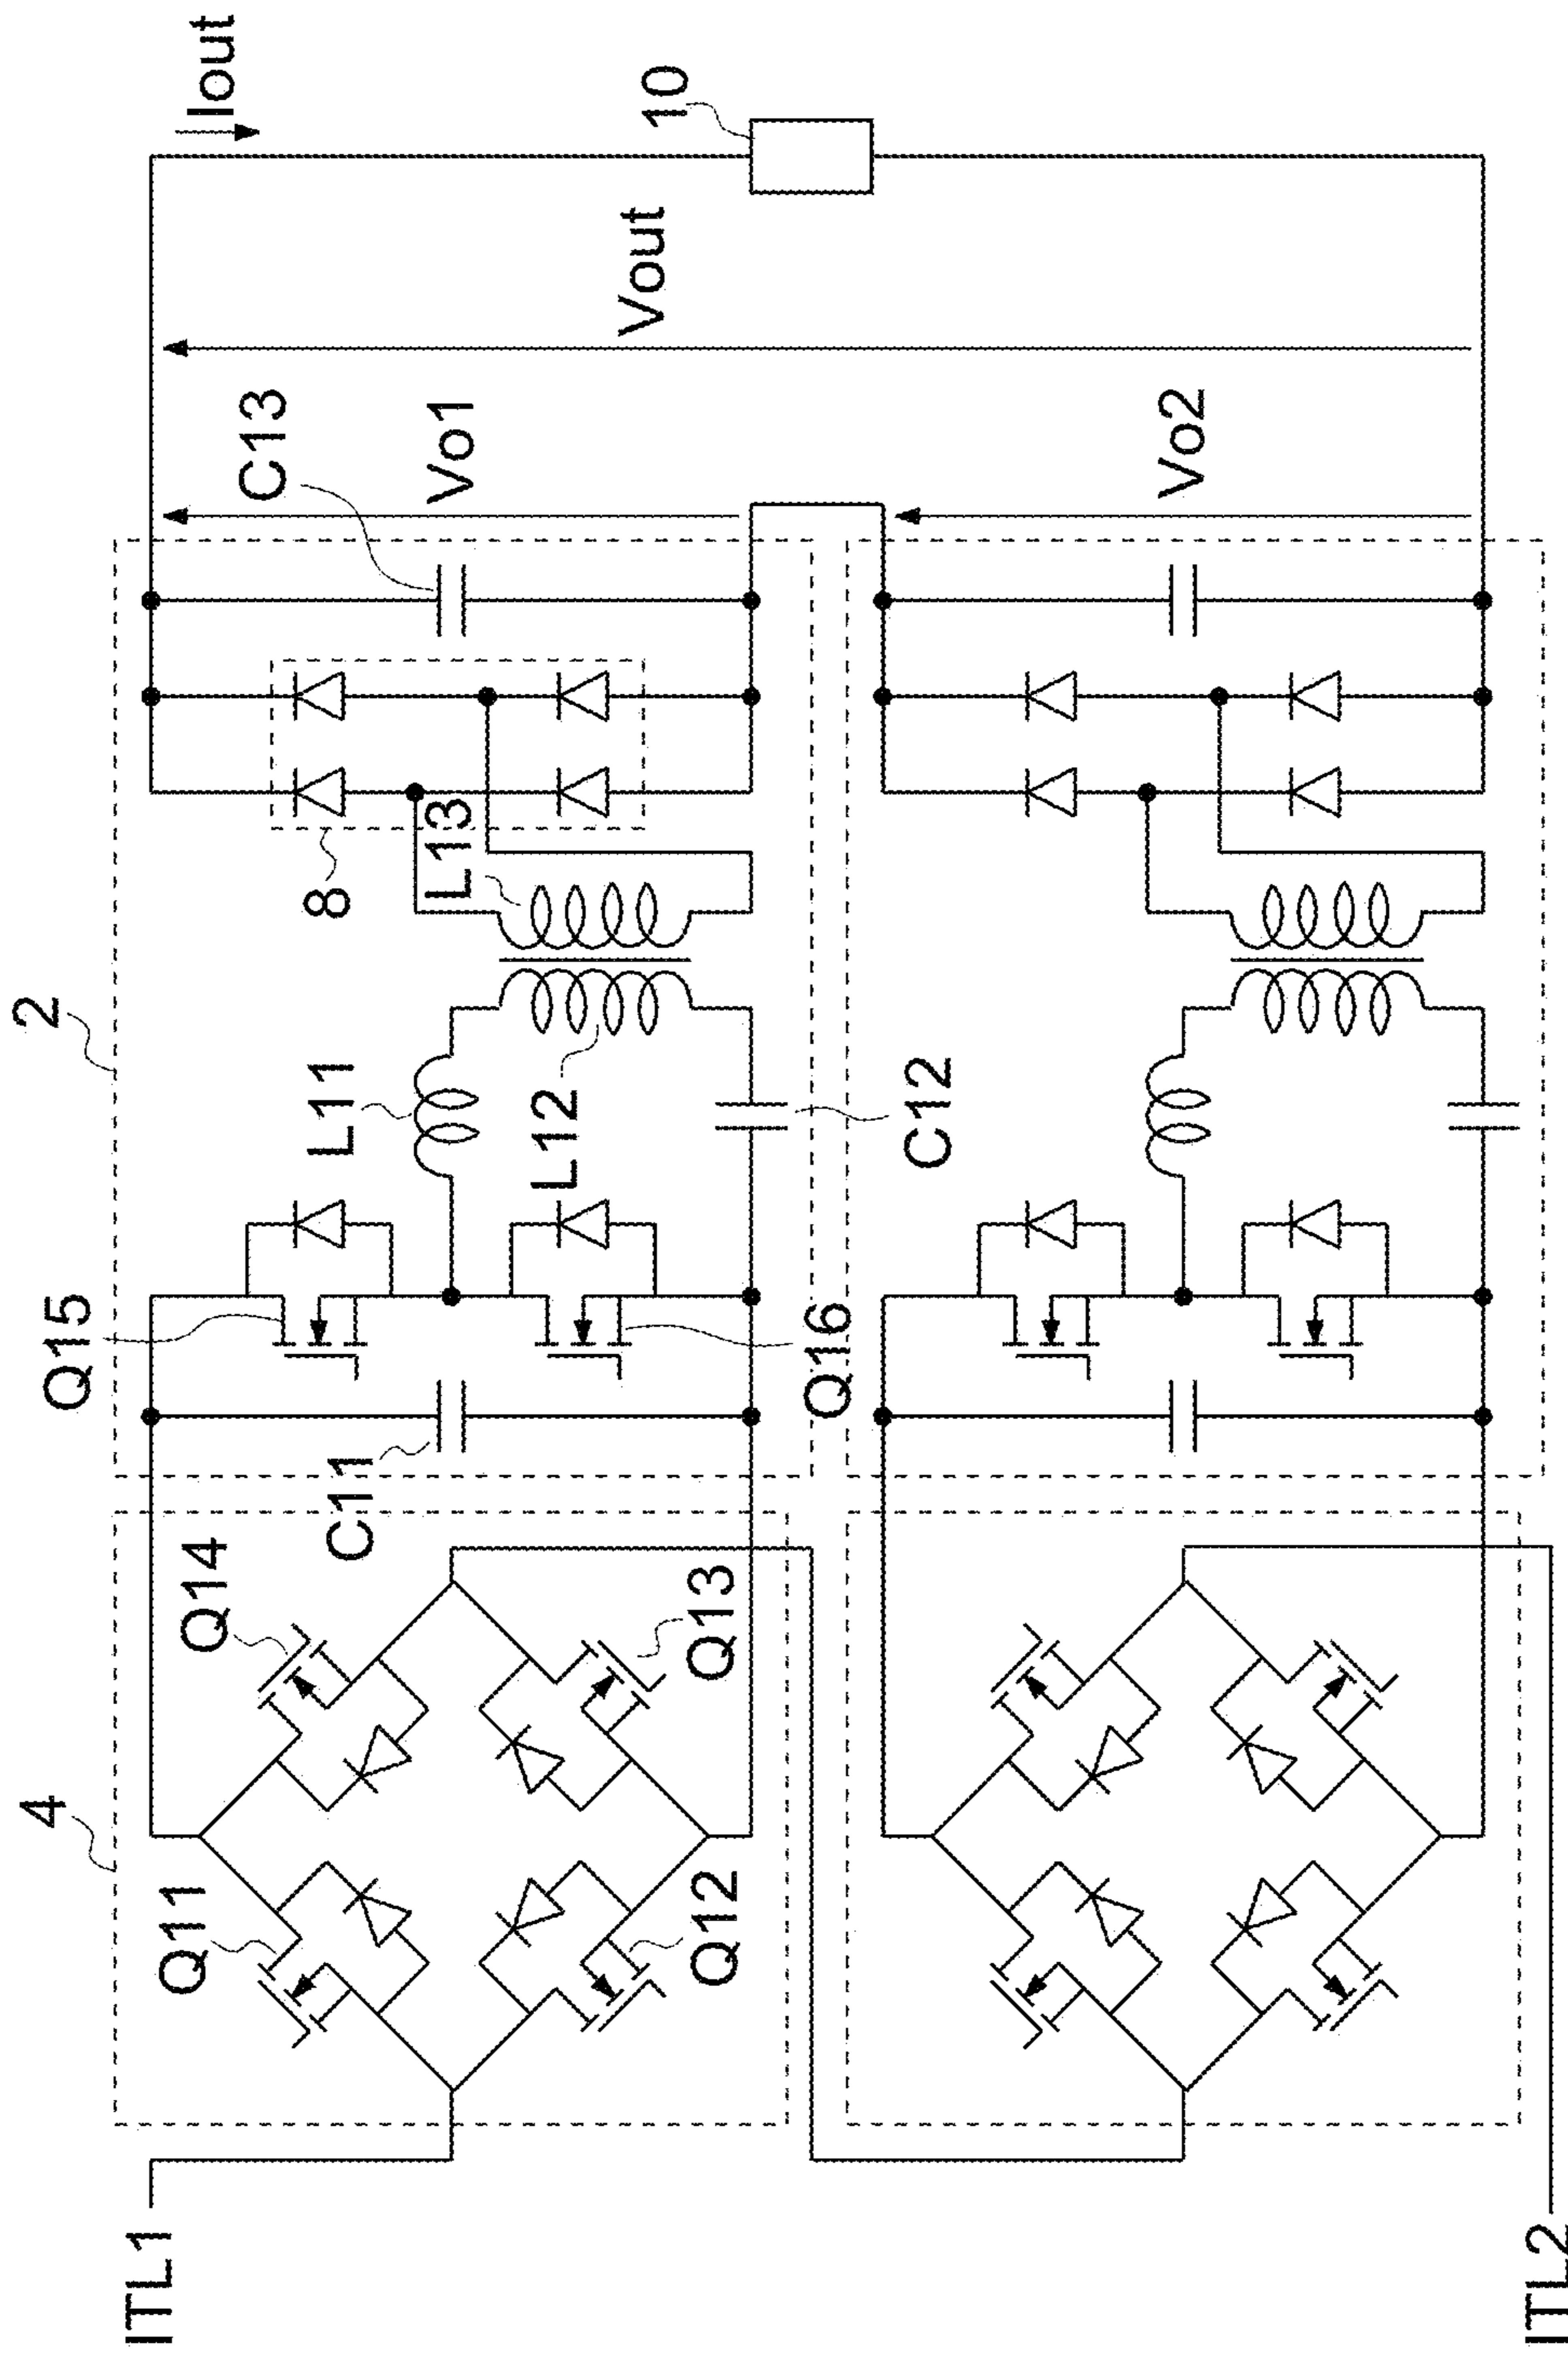 ITL1
ITL2
4
Q11
Q12
Q14
Q13
2
Q15
C11
Q16
L11
L12
C12
8
L13
C13
Vo1
Vo2
Vout
10
Iout